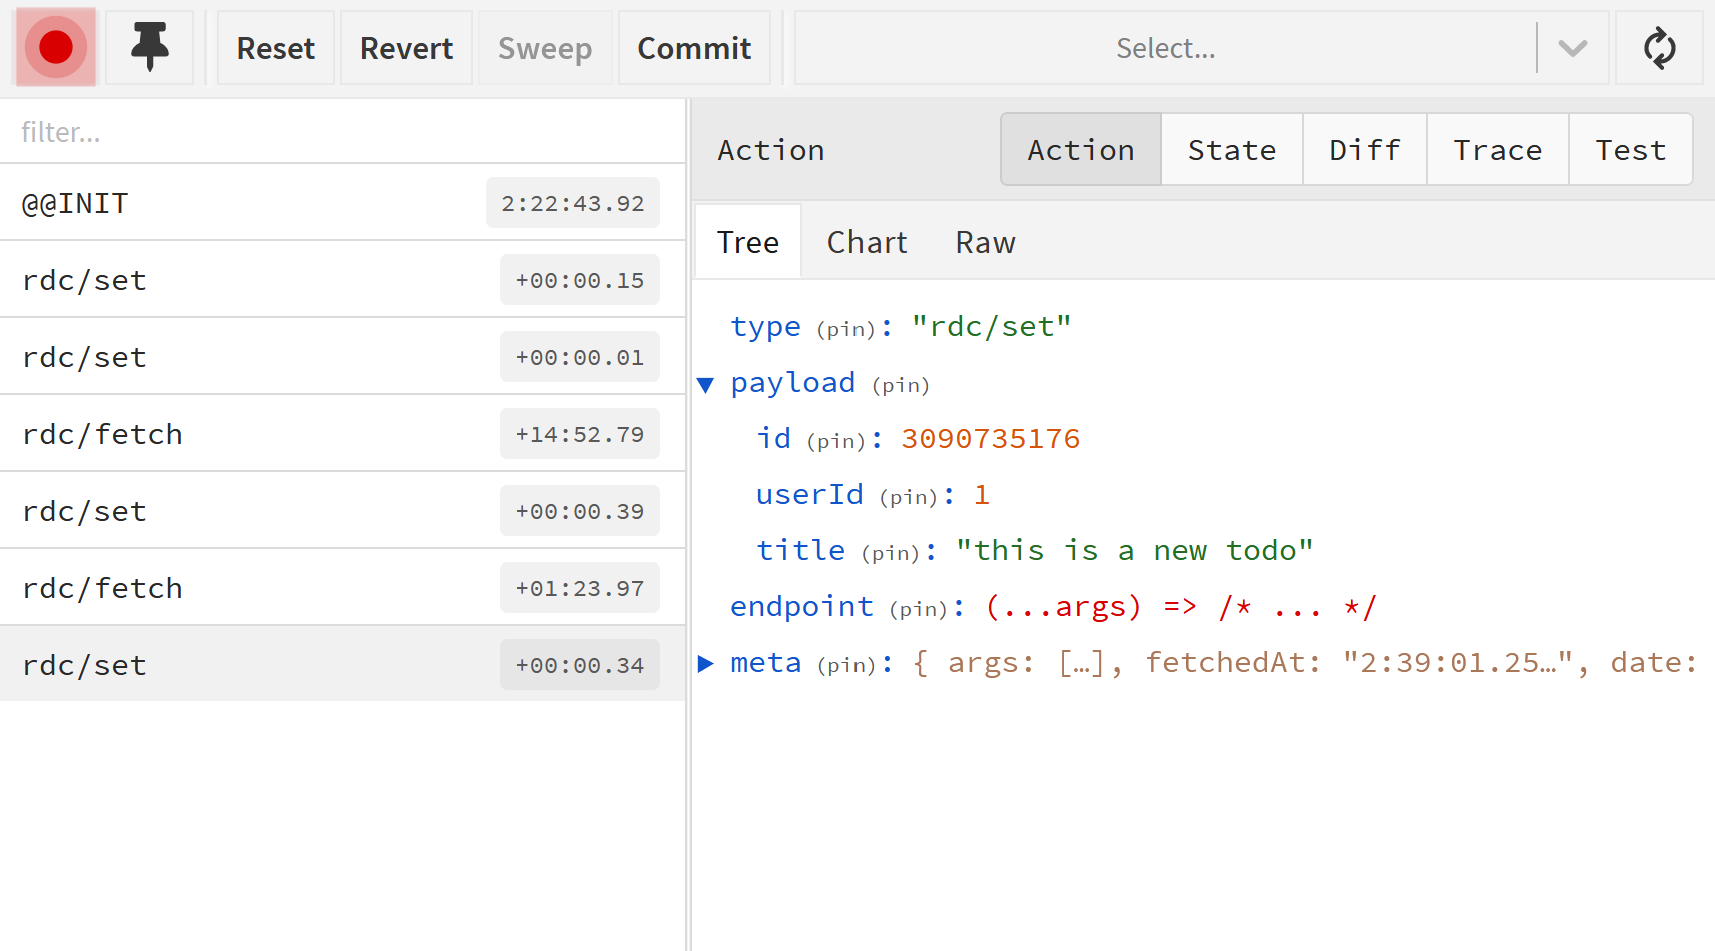 Reset Revert Sweep Commit Select...
filter...
@@INIT 2:22:43.92
rdc/set +00:00.15
rdc/set +00:00.01
rdc/fetch +14:52.79
rdc/set +00:00.39
rdc/fetch +01:23.97
rdc/set +00:00.34
Action Action State Diff Trace Test
Tree Chart Raw
type (pin): "rdc/set"
payload (pin)
id (pin): 3090735176
userId (pin): 1
title (pin): "this is a new todo"
endpoint (pin): (...args) => /* ... */
meta (pin): { args: […], fetchedAt: "2:39:01.25…", date: